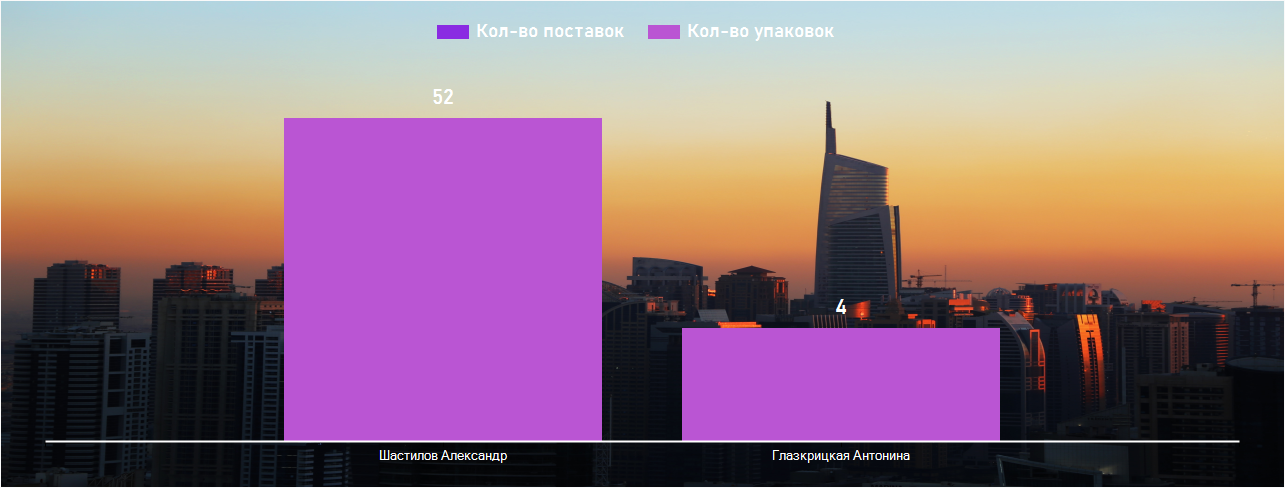 Кол-во поставок Кол-во упаковок
52
4
Шастилов Александр Глазкрицкая Антонина